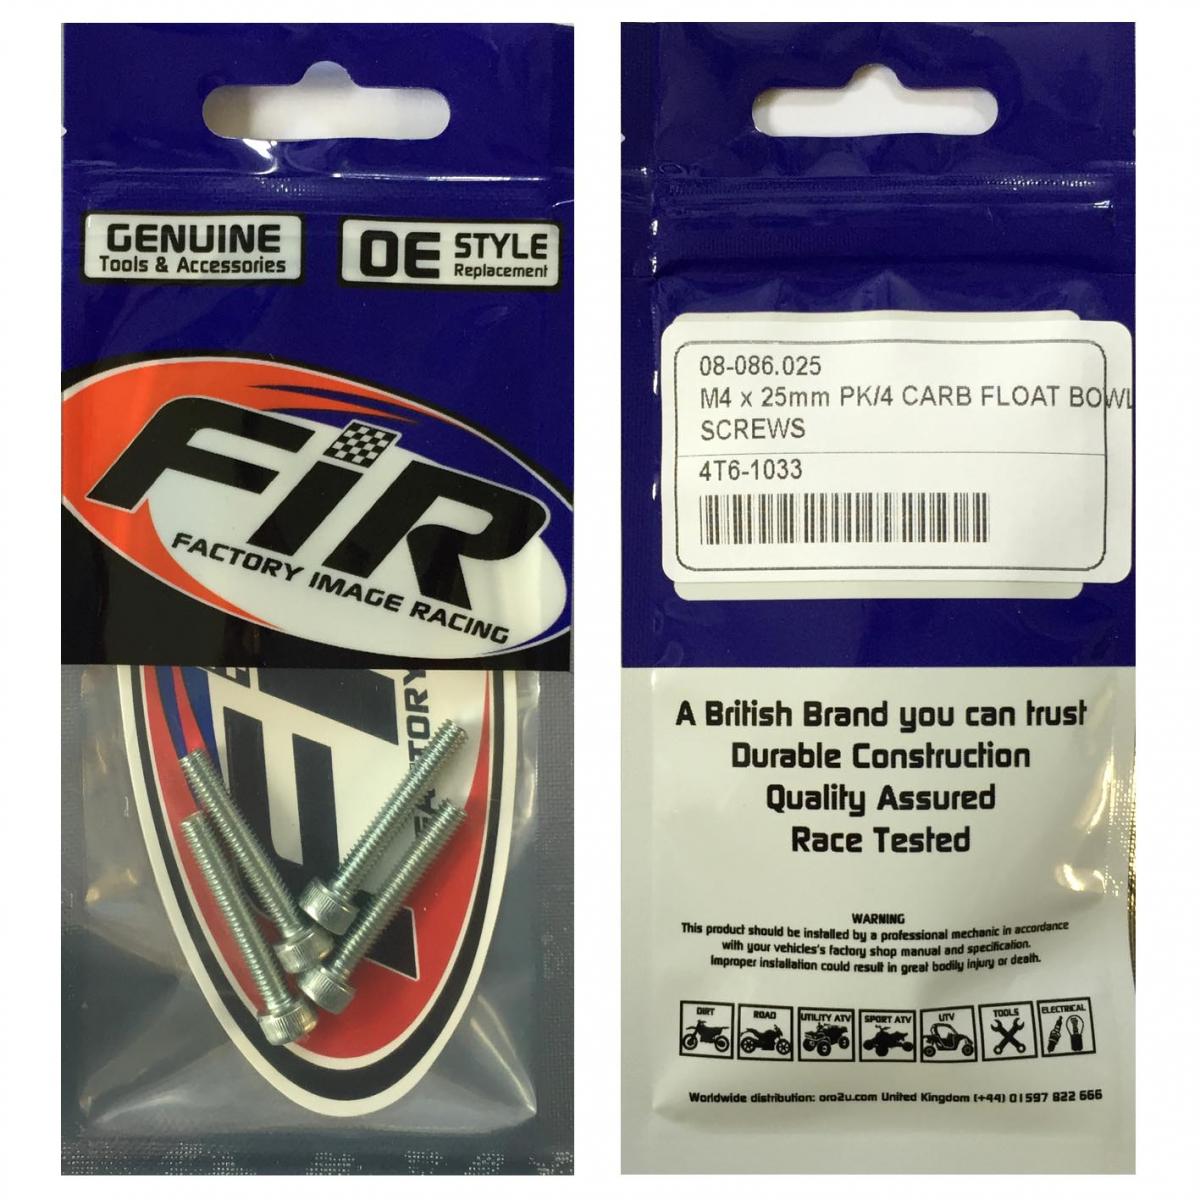 GENUINE
Tools & Accessories
OE STYLE
Replacement
FiR
FACTORY IMAGE RACING
FACTORY
08-086.025
M4 x 25mm PK/4 CARB FLOAT BOWL
SCREWS
4T6-1033
A British Brand you can trust
Durable Construction
Quality Assured
Race Tested
WARNING
This product should be installed by a professional mechanic in accordance
with your vehicles's factory shop manual and specification.
Improper installation could result in great bodily injury or death.
DIRT ROAD UTILITY ATV SPORT ATV UTV TOOLS ELECTRICAL
Worldwide distribution: oro2u.com United Kingdom (+44) 01597 822 666